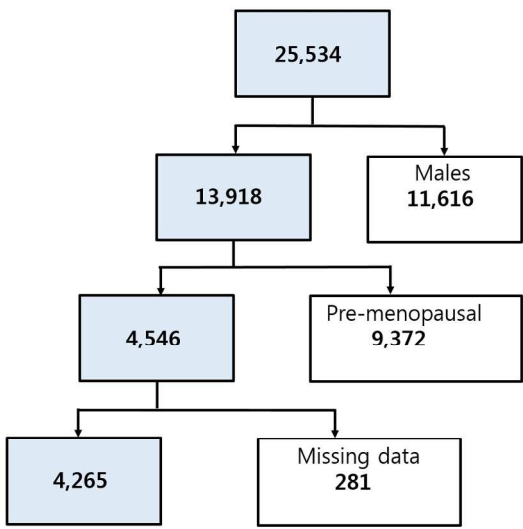 25,534
13,918
Males
11,616
4,546
Pre-menopausal
9,372
4,265
Missing data
281